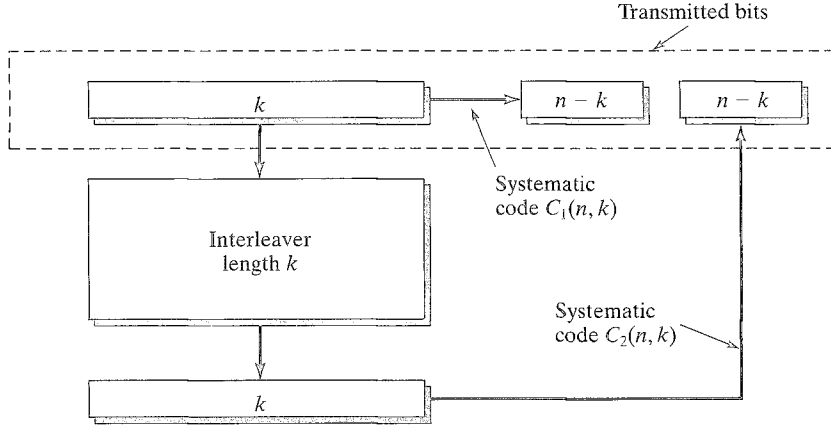 Transmitted bits
k
n − k
n − k
Systematic
code C₁(n, k)
Interleaver
length k
Systematic
code C₂(n, k)
k